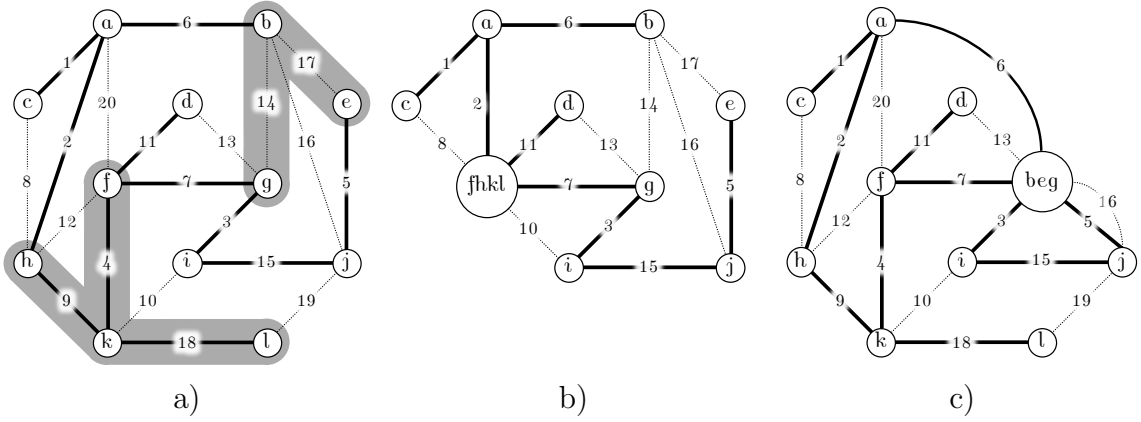 a 6 b
1 17
c 20 d 14 e
2 11 13 16
8 f 7 g 5
12 3
h 4 i 15 j
9 10 19
k 18 l
a)
a 6 b
1 17
c 2 d 14 e
8 11 13 16
fhkl 7 g 5
10 3
i 15 j
b)
a
1 6
c 20 d
2 11 13
8 f 7 beg 16
12 3 5
h 4 i 15 j
9 10 19
k 18 l
c)